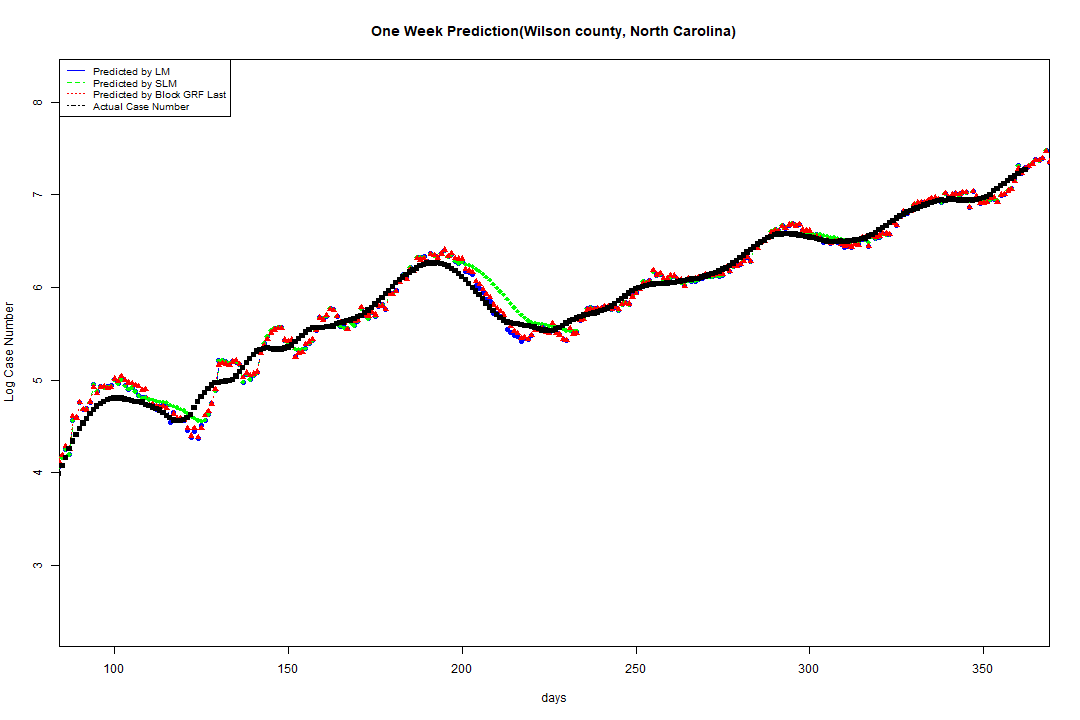 One Week Prediction(Wilson county, North Carolina)
Predicted by LM
Predicted by SLM
Predicted by Block GRF Last
Actual Case Number
Log Case Number
8
7
6
5
4
3
100 150 200 250 300 350
days